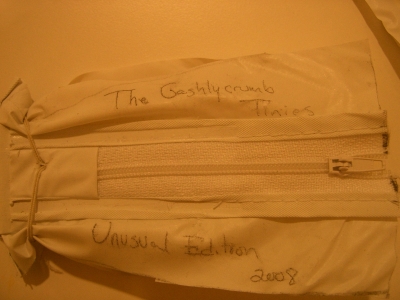 The Gashlycrumb
Tinies
Unusual Edition
2008